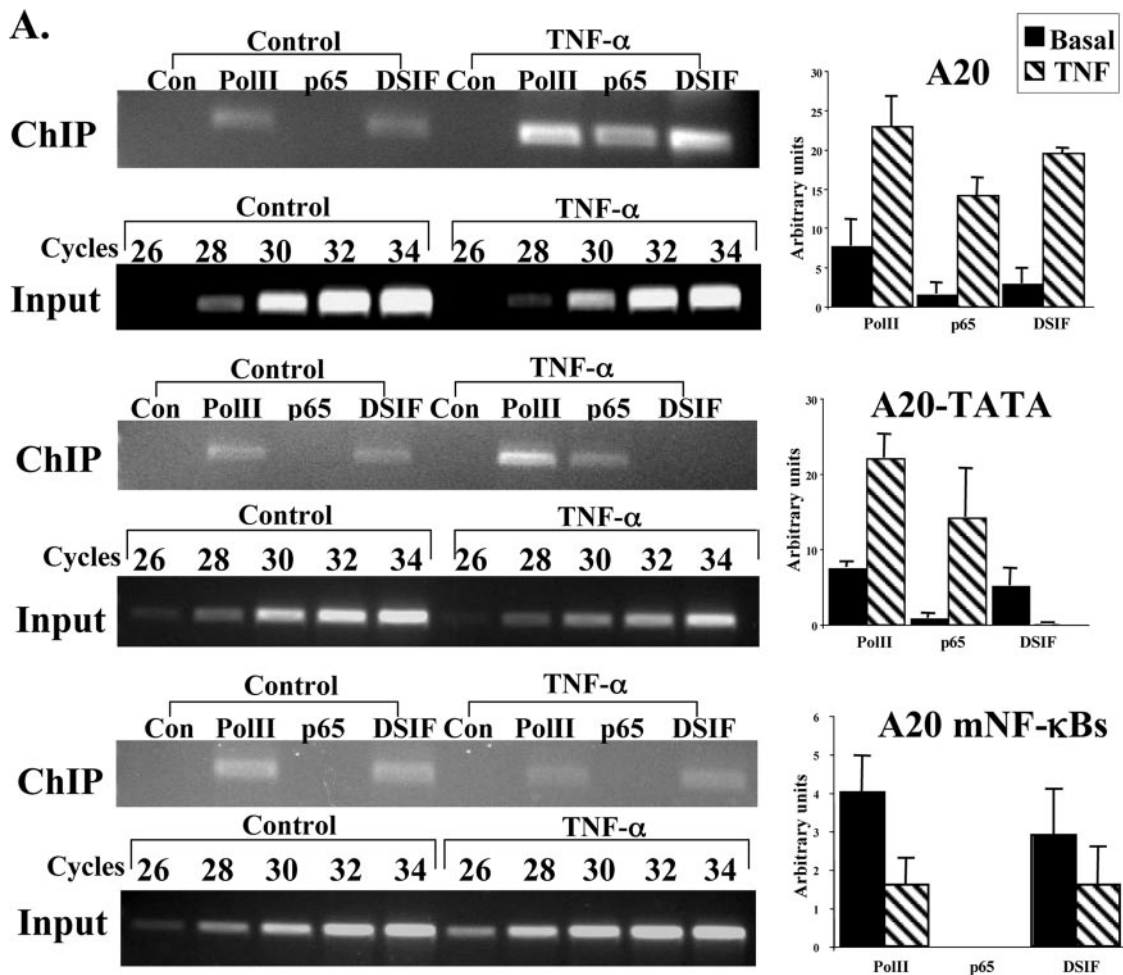 A.
Control TNF-α
Con PolII p65 DSIF Con PolII p65 DSIF
ChIP
Control TNF-α
Cycles 26 28 30 32 34 26 28 30 32 34
Input
Control TNF-α
Con PolII p65 DSIF Con PolII p65 DSIF
ChIP
Control TNF-α
Cycles 26 28 30 32 34 26 28 30 32 34
Input
Control TNF-α
Con PolII p65 DSIF Con PolII p65 DSIF
ChIP
Control TNF-α
Cycles 26 28 30 32 34 26 28 30 32 34
Input
Basal
TNF
A20
Arbitrary units
30
25
20
15
10
5
0
PolII p65 DSIF
A20-TATA
Arbitrary units
30
20
10
0
PolII p65 DSIF
A20 mNF-κBs
Arbitrary units
6
5
4
3
2
1
0
PolII p65 DSIF